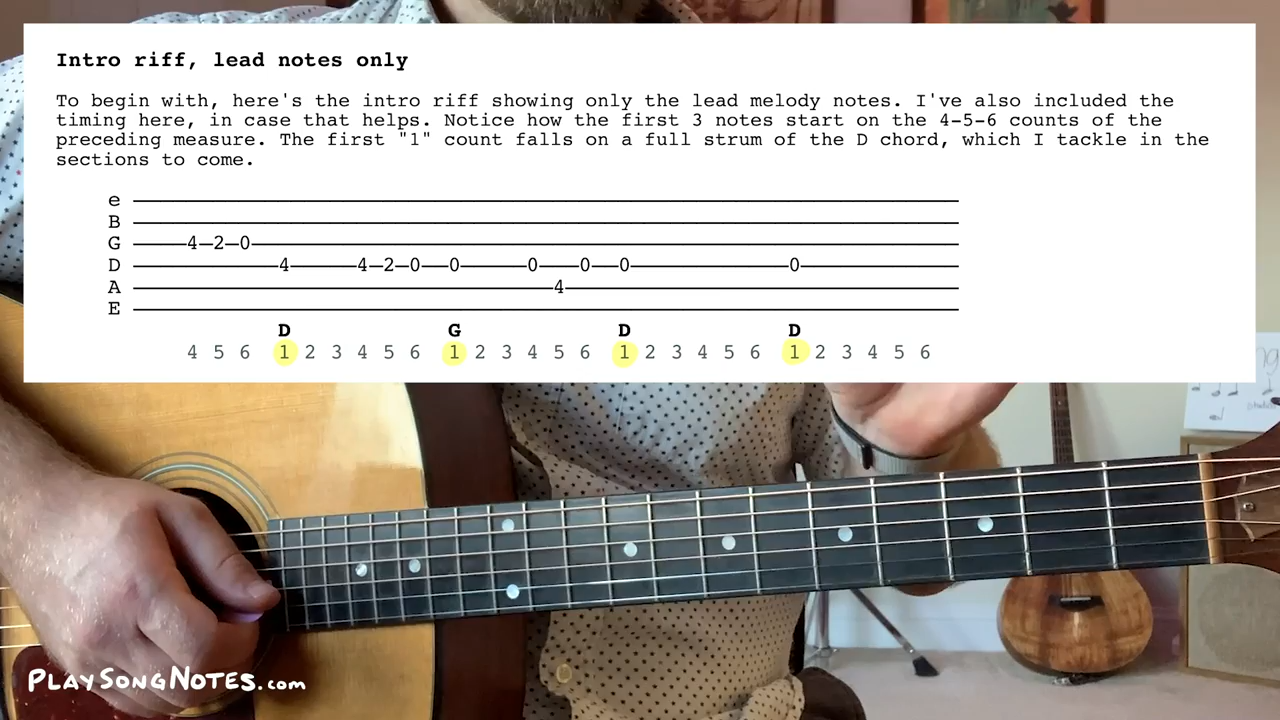 Intro riff, lead notes only
To begin with, here's the intro riff showing only the lead melody notes. I've also included the
timing here, in case that helps. Notice how the first 3 notes start on the 4-5-6 counts of the
preceding measure. The first "1" count falls on a full strum of the D chord, which I tackle in the
sections to come.
e
B
G 4 2 0
D 4 4 2 0 0 0 0 0 0
A 4
E
D G D D
4 5 6 1 2 3 4 5 6 1 2 3 4 5 6 1 2 3 4 5 6 1 2 3 4 5 6
PLAYSONGNOTES.COM